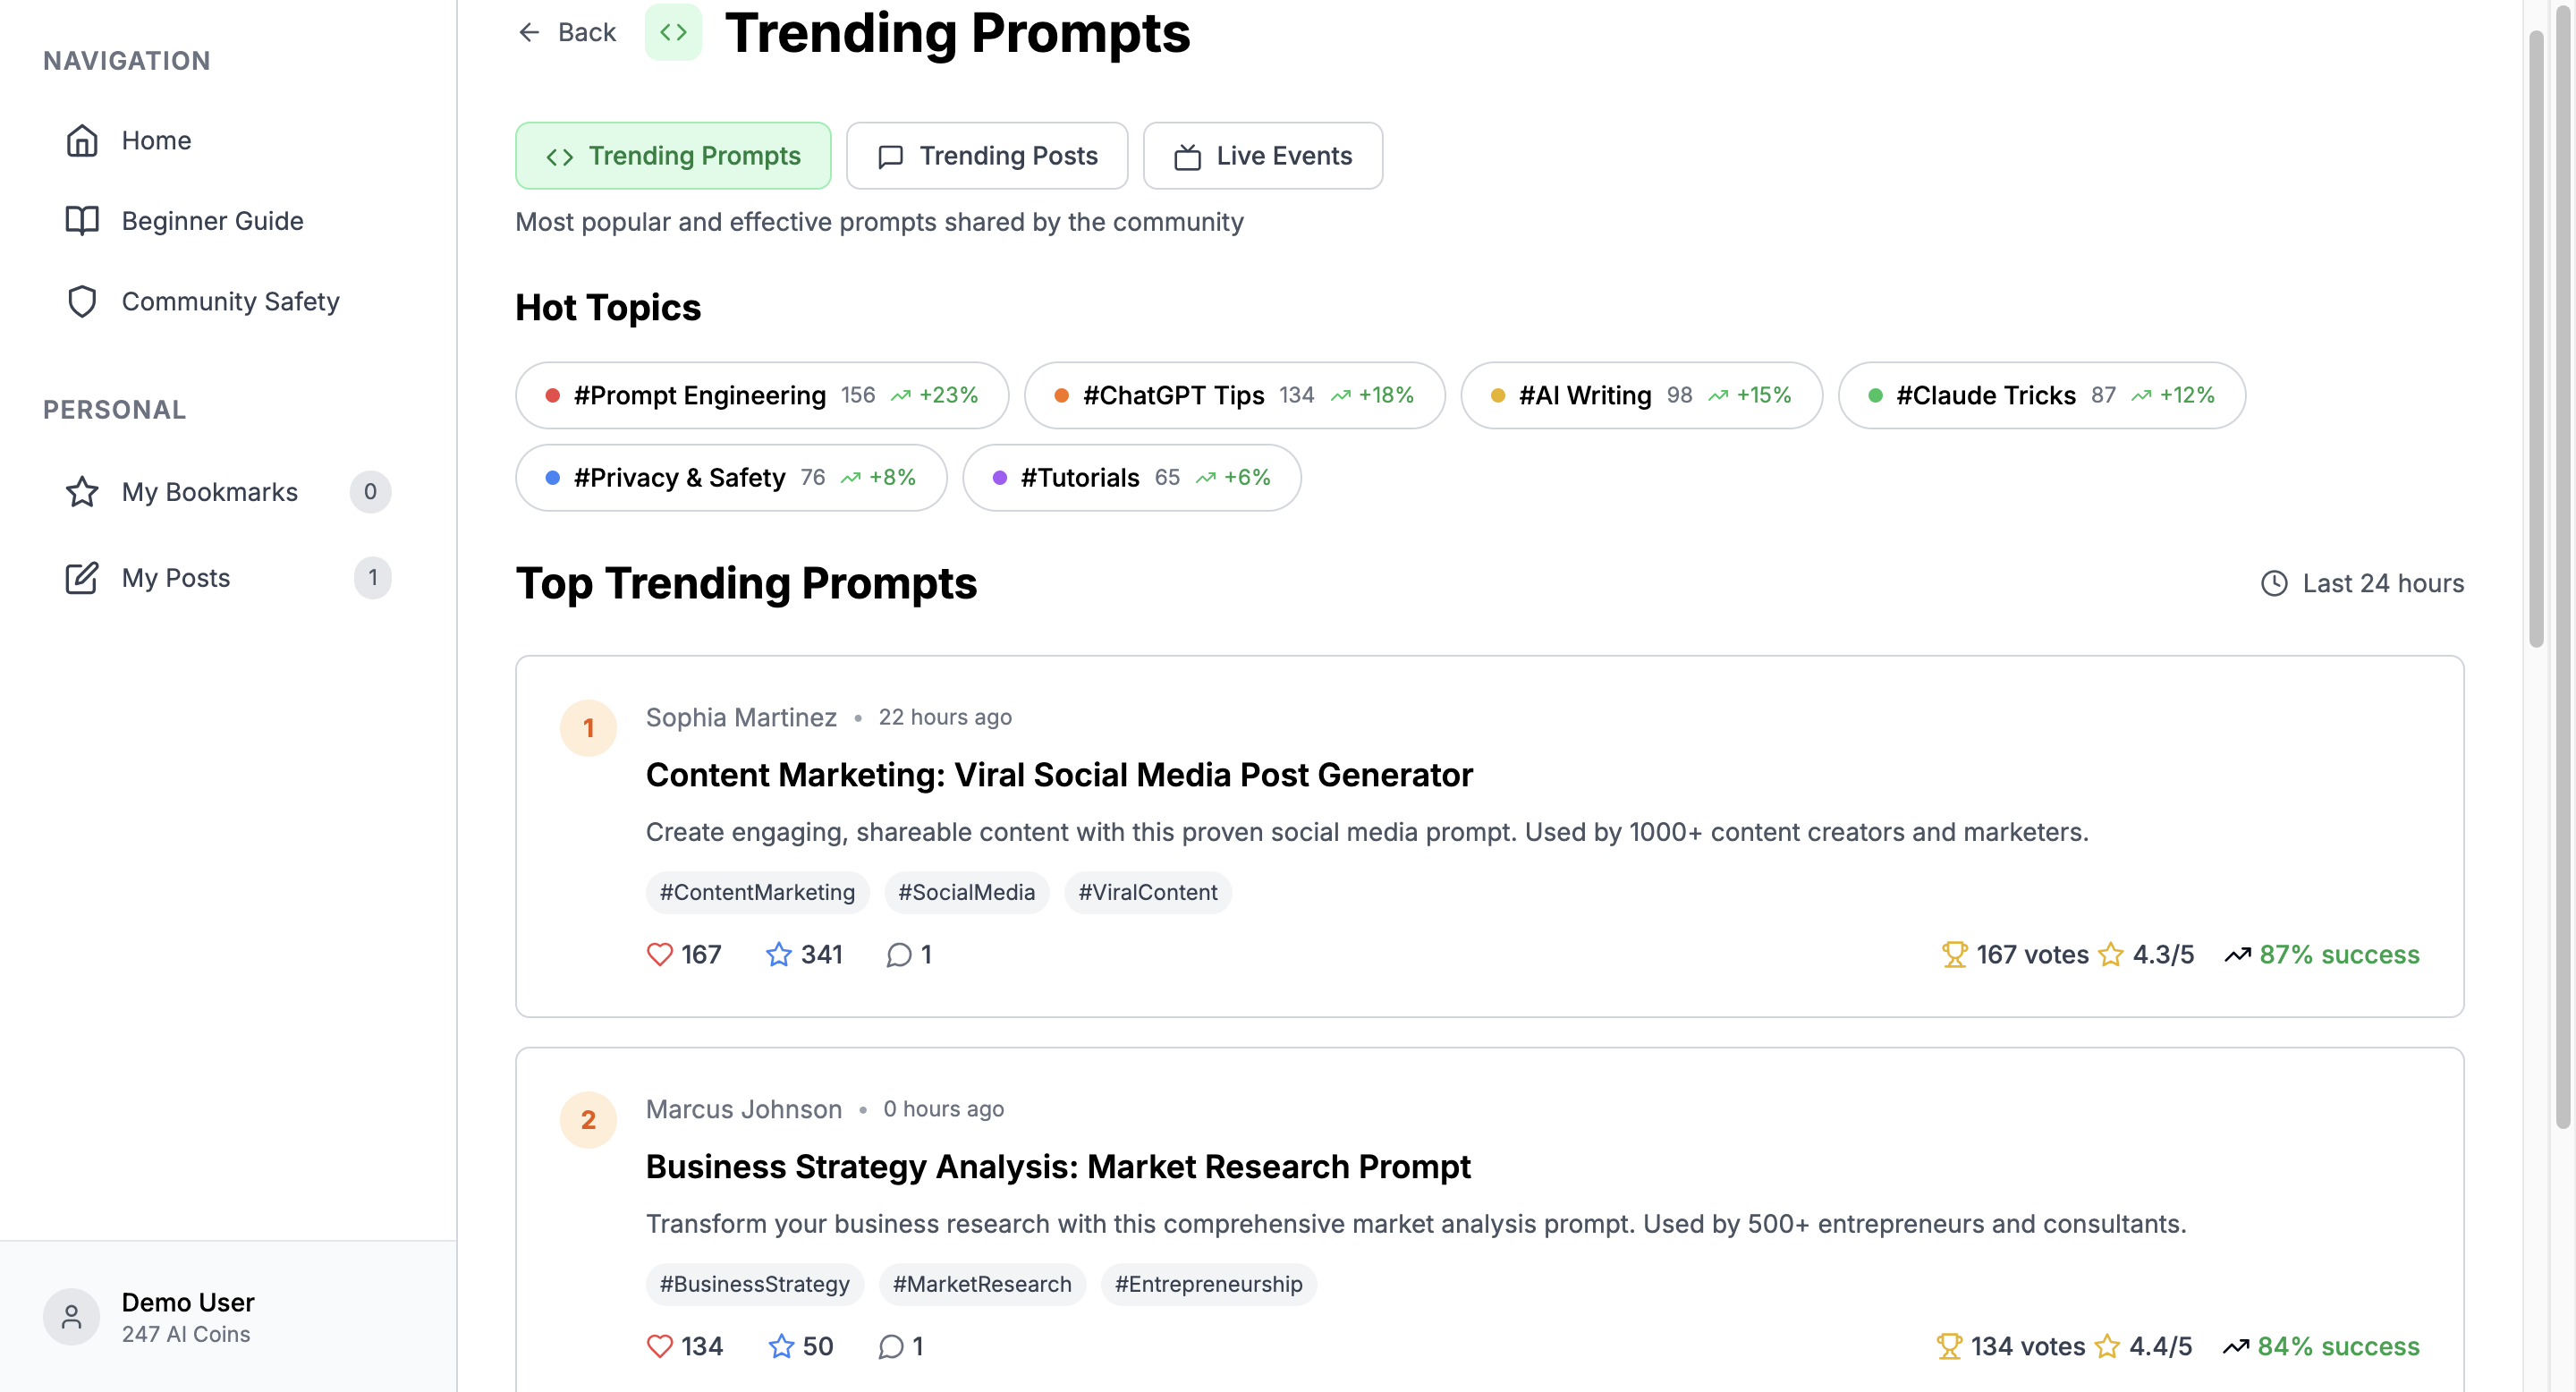 NAVIGATION
Home
Beginner Guide
Community Safety
PERSONAL
My Bookmarks 0
My Posts 1
Demo User
247 AI Coins
Back
Trending Prompts
Trending Prompts Trending Posts Live Events
Most popular and effective prompts shared by the community
Hot Topics
#Prompt Engineering 156 +23% #ChatGPT Tips 134 +18% #AI Writing 98 +15% #Claude Tricks 87 +12%
#Privacy & Safety 76 +8% #Tutorials 65 +6%
Top Trending Prompts Last 24 hours
1 Sophia Martinez • 22 hours ago
Content Marketing: Viral Social Media Post Generator
Create engaging, shareable content with this proven social media prompt. Used by 1000+ content creators and marketers.
#ContentMarketing #SocialMedia #ViralContent
167 341 1 167 votes 4.3/5 87% success
2 Marcus Johnson • 0 hours ago
Business Strategy Analysis: Market Research Prompt
Transform your business research with this comprehensive market analysis prompt. Used by 500+ entrepreneurs and consultants.
#BusinessStrategy #MarketResearch #Entrepreneurship
134 50 1 134 votes 4.4/5 84% success